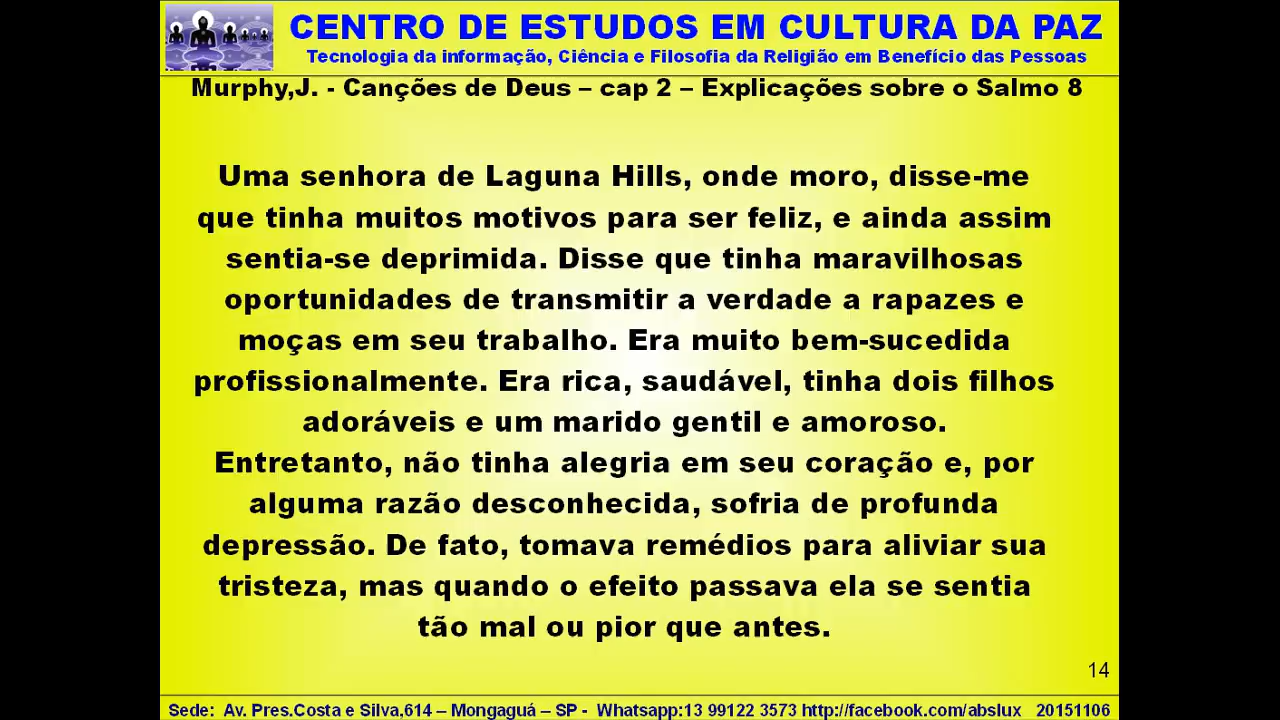 CENTRO DE ESTUDOS EM CULTURA DA PAZ
Tecnologia da informação, Ciência e Filosofia da Religião em Benefício das Pessoas
Murphy,J. - Canções de Deus – cap 2 – Explicações sobre o Salmo 8
Uma senhora de Laguna Hills, onde moro, disse-me
que tinha muitos motivos para ser feliz, e ainda assim
sentia-se deprimida. Disse que tinha maravilhosas
oportunidades de transmitir a verdade a rapazes e
moças em seu trabalho. Era muito bem-sucedida
profissionalmente. Era rica, saudável, tinha dois filhos
adoráveis e um marido gentil e amoroso.
Entretanto, não tinha alegria em seu coração e, por
alguma razão desconhecida, sofria de profunda
depressão. De fato, tomava remédios para aliviar sua
tristeza, mas quando o efeito passava ela se sentia
tão mal ou pior que antes.
14
Sede: Av. Pres.Costa e Silva,614 – Mongaguá – SP - Whatsapp:13 99122 3573 http://facebook.com/abslux 20151106